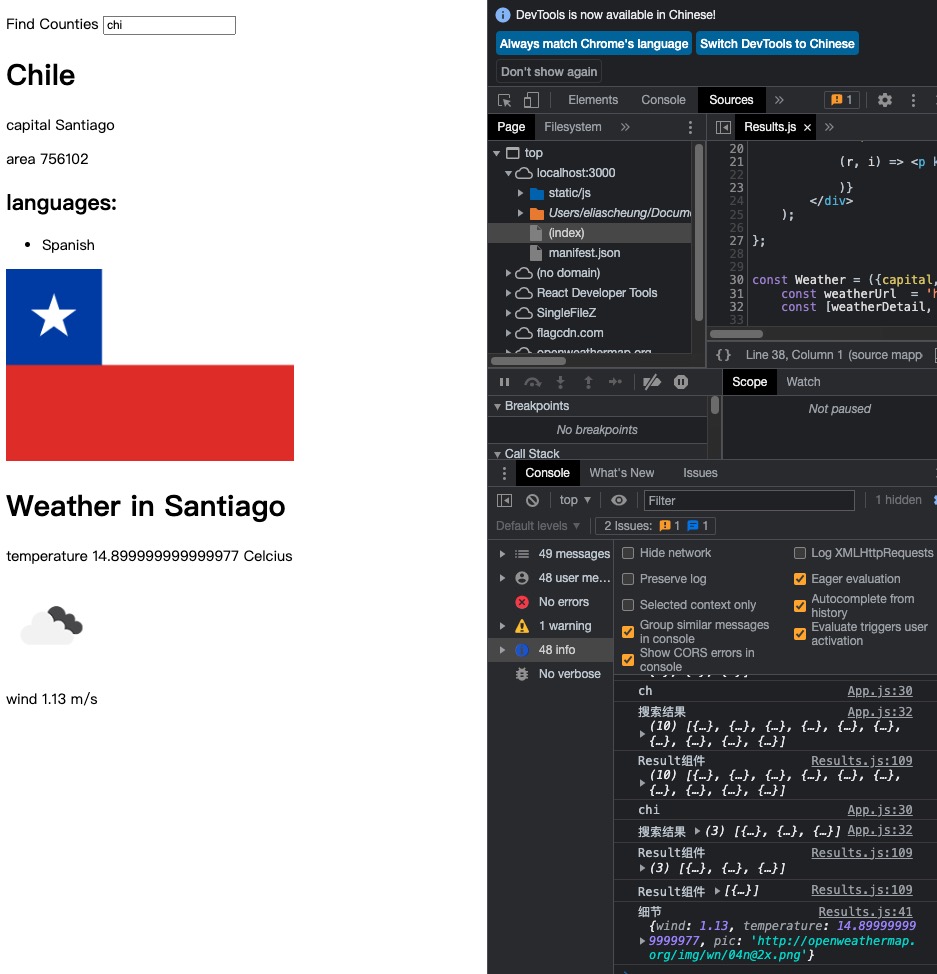 Find Counties chi
Chile
capital Santiago
area 756102
languages:
Spanish
Weather in Santiago
temperature 14.899999999999977 Celcius
wind 1.13 m/s
DevTools is now available in Chinese!
Always match Chrome's language Switch DevTools to Chinese
Don't show again
Elements Console Sources » 1
Page Filesystem »
Results.js × »
top
localhost:3000
static/js
Users/eliascheung/Docum
(index)
manifest.json
(no domain)
React Developer Tools
SingleFileZ
flagcdn.com
openweathermap.org
20
21 (r, i) => <p k
22
23 )}
24 </div>
25 );
26
27 };
28
29
30 const Weather = ({capital,
31 const weatherUrl = 'h
32 const [weatherDetail,
33
{} Line 38, Column 1 (source mapp
Breakpoints
No breakpoints
Call Stack
Scope Watch
Not paused
Console What's New Issues
top ▼ Filter 1 hidden
Default levels ▼ 2 Issues: 1 1
49 messages
48 user me...
No errors
1 warning
48 info
No verbose
Hide network Log XMLHttpRequests
Preserve log Eager evaluation
Selected context only Autocomplete from
history
Group similar messages Evaluate triggers user
in console activation
Show CORS errors in
console
ch App.js:30
搜索结果 App.js:32
(10) [{…}, {…}, {…}, {…}, {…}, {…},
{…}, {…}, {…}, {…}]
Result组件 Results.js:109
(10) [{…}, {…}, {…}, {…}, {…}, {…},
{…}, {…}, {…}, {…}]
chi App.js:30
搜索结果 (3) [{…}, {…}, {…}] App.js:32
Result组件 Results.js:109
(3) [{…}, {…}, {…}]
Result组件 [{…}] Results.js:109
细节 Results.js:41
{wind: 1.13, temperature: 14.89999999
9999977, pic: 'http://openweathermap.
org/img/wn/04n@2x.png'}